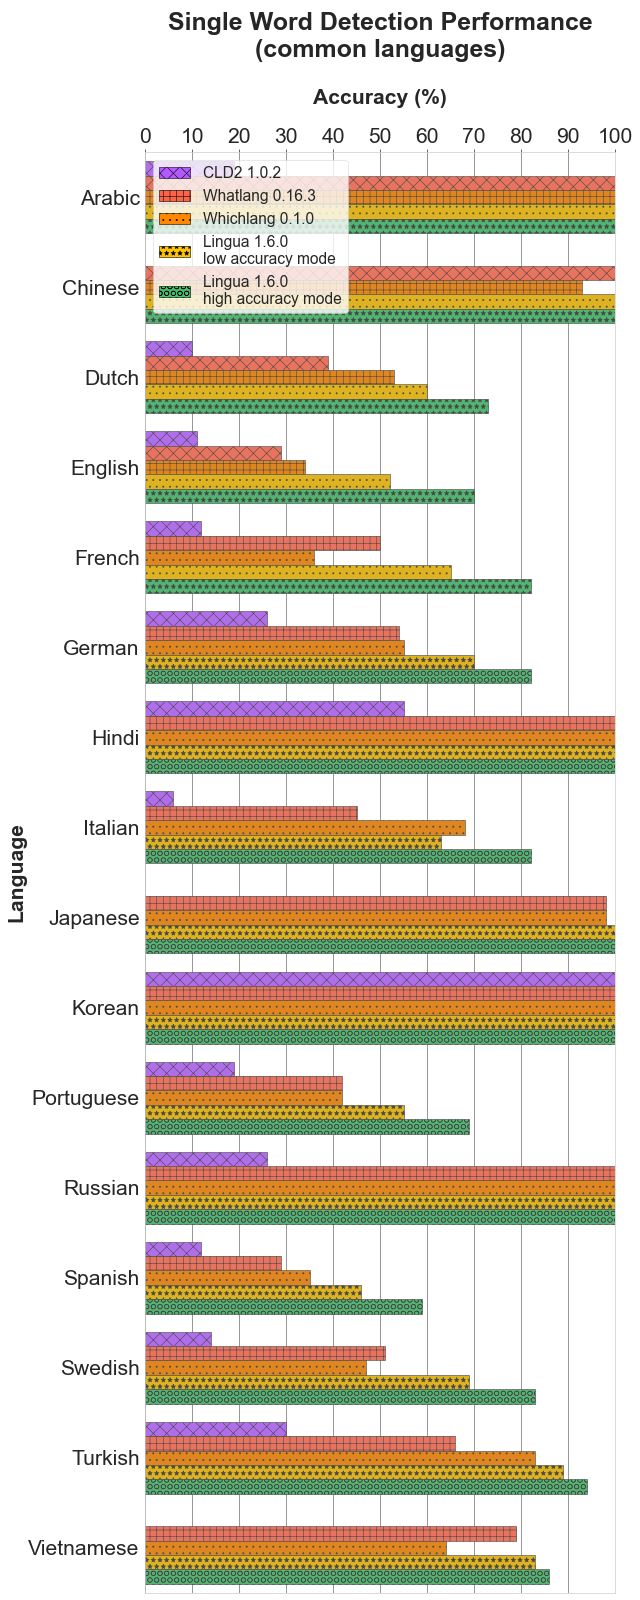 Single Word Detection Performance
(common languages)
Accuracy (%)
0 10 20 30 40 50 60 70 80 90 100
CLD2 1.0.2
Whatlang 0.16.3
Whichlang 0.1.0
Lingua 1.6.0
low accuracy mode
Lingua 1.6.0
high accuracy mode
Language
Arabic
Chinese
Dutch
English
French
German
Hindi
Italian
Japanese
Korean
Portuguese
Russian
Spanish
Swedish
Turkish
Vietnamese